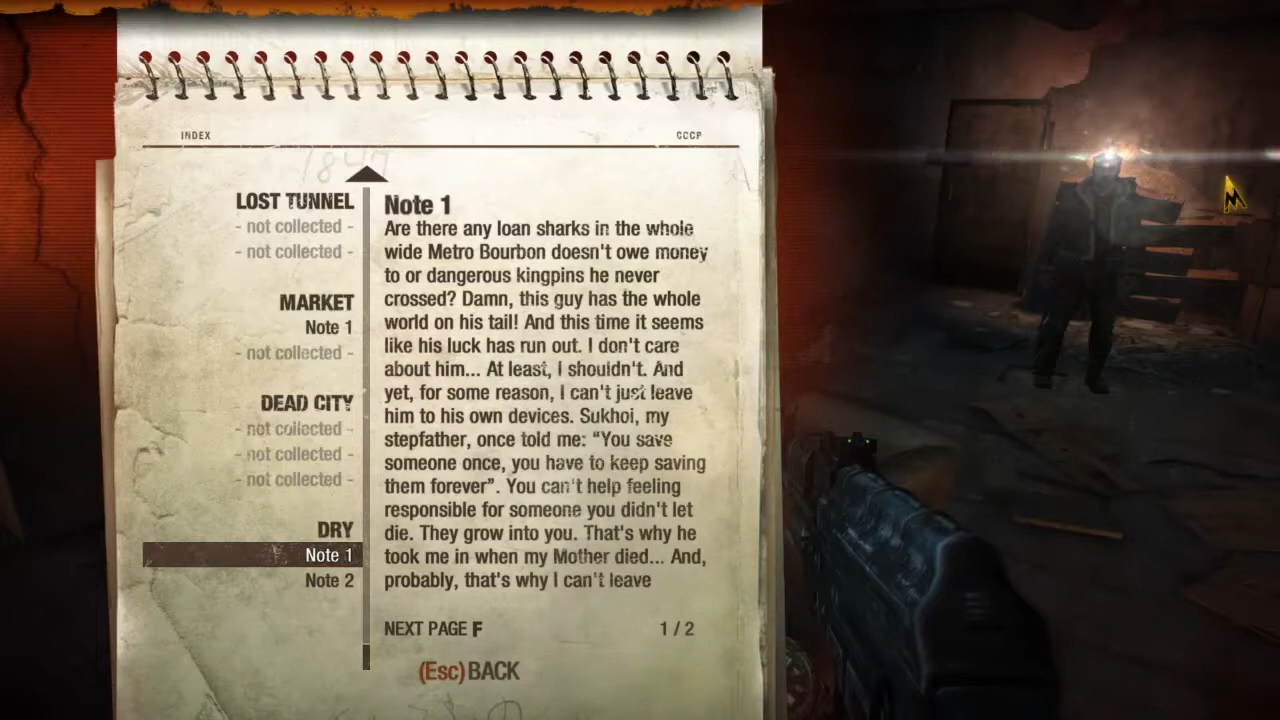 INDEX
CCCP
1849
LOST TUNNEL
- not collected -
- not collected -
MARKET
Note 1
- not collected -
DEAD CITY
- not collected -
- not collected -
- not collected -
DRY
Note 1
Note 2
Note 1
Are there any loan sharks in the whole
wide Metro Bourbon doesn't owe money
to or dangerous kingpins he never
crossed? Damn, this guy has the whole
world on his tail! And this time it seems
like his luck has run out. I don't care
about him... At least, I shouldn't. And
yet, for some reason, I can't just leave
him to his own devices. Sukhoi, my
stepfather, once told me: “You save
someone once, you have to keep saving
them forever”. You can't help feeling
responsible for someone you didn't let
die. They grow into you. That's why he
took me in when my Mother died... And,
probably, that's why I can't leave
NEXT PAGE F
1 / 2
(Esc) BACK